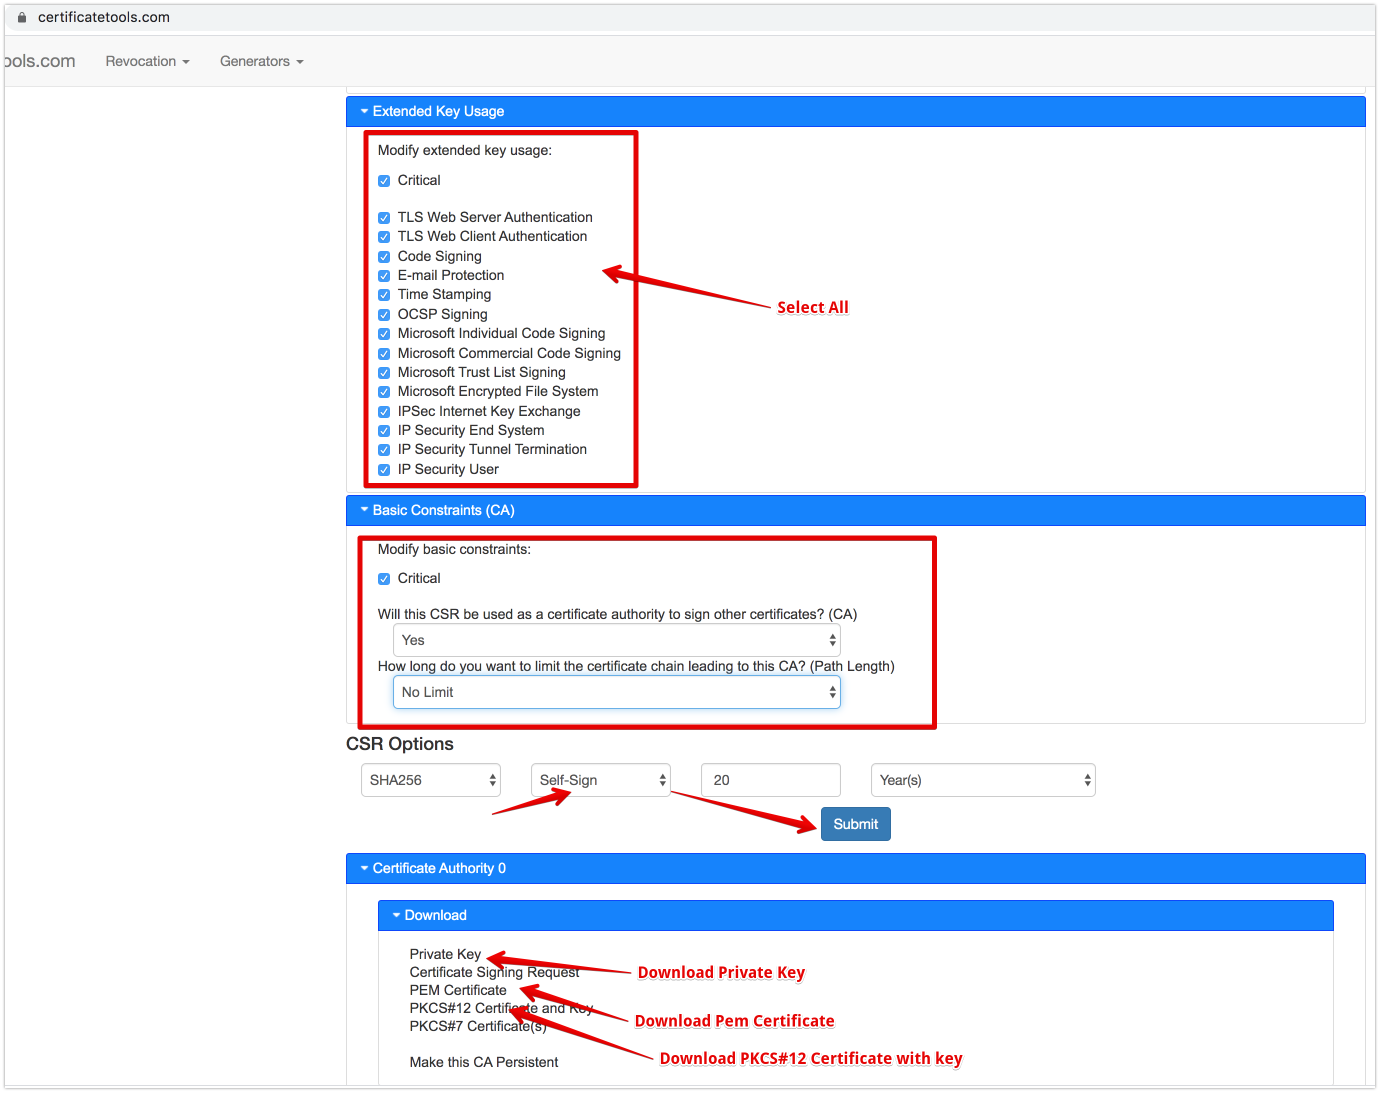 certificatetools.com
ools.com Revocation Generators
Extended Key Usage
Modify extended key usage:
Critical
TLS Web Server Authentication
TLS Web Client Authentication
Code Signing
E-mail Protection
Time Stamping
Select All
OCSP Signing
Microsoft Individual Code Signing
Microsoft Commercial Code Signing
Microsoft Trust List Signing
Microsoft Encrypted File System
IPSec Internet Key Exchange
IP Security End System
IP Security Tunnel Termination
IP Security User
Basic Constraints (CA)
Modify basic constraints:
Critical
Will this CSR be used as a certificate authority to sign other certificates? (CA)
Yes
How long do you want to limit the certificate chain leading to this CA? (Path Length)
No Limit
CSR Options
SHA256 Self-Sign 20 Year(s)
Submit
Certificate Authority 0
Download
Private Key
Certificate Signing Request
Download Private Key
PEM Certificate
PKCS#12 Certificate and Key
Download Pem Certificate
PKCS#7 Certificate(s)
Download PKCS#12 Certificate with key
Make this CA Persistent